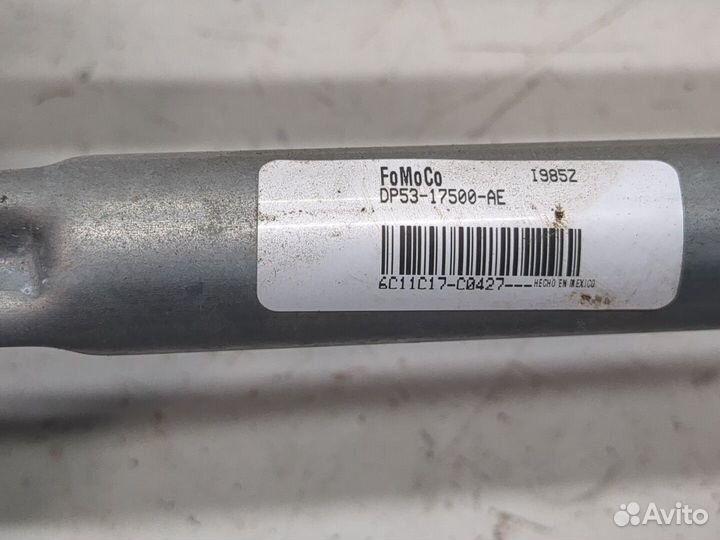 FoMoCo I985Z
DP53-17500-AE
6C11C17-C0427--- HECHO EN MEXICO
Avito